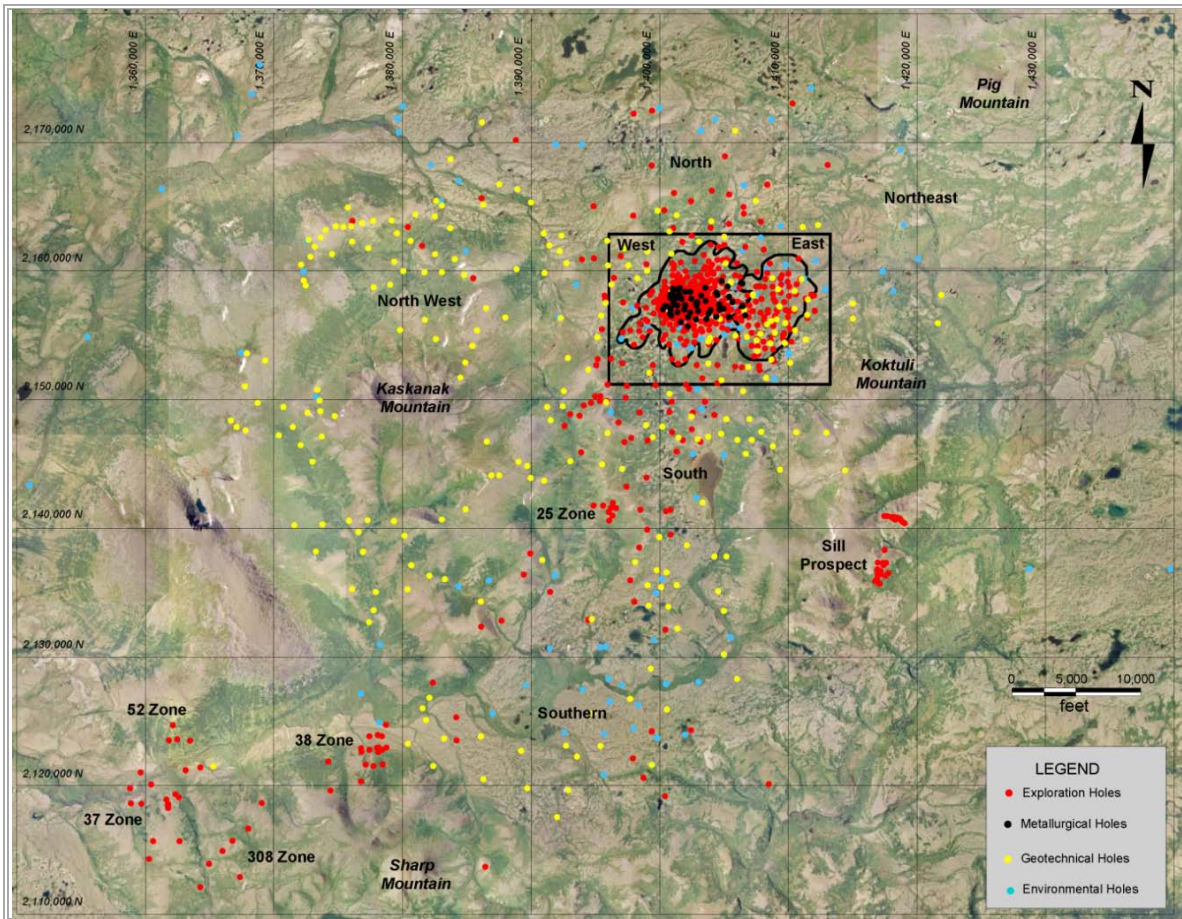 1,360,000 E
1,370,000 E
1,380,000 E
1,390,000 E
1,400,000 E
1,410,000 E
1,420,000 E
1,430,000 E
Pig
Mountain
N
2,170,000 N
North
Northeast
West
East
2,160,000 N
North West
Koktuli
Mountain
Kaskanak
Mountain
2,150,000 N
South
25 Zone
2,140,000 N
Sill
Prospect
2,130,000 N
0
5,000
10,000
feet
52 Zone
38 Zone
Southern
2,120,000 N
37 Zone
308 Zone
Sharp
Mountain
2,110,000 N
LEGEND
Exploration Holes
Metallurgical Holes
Geotechnical Holes
Environmental Holes